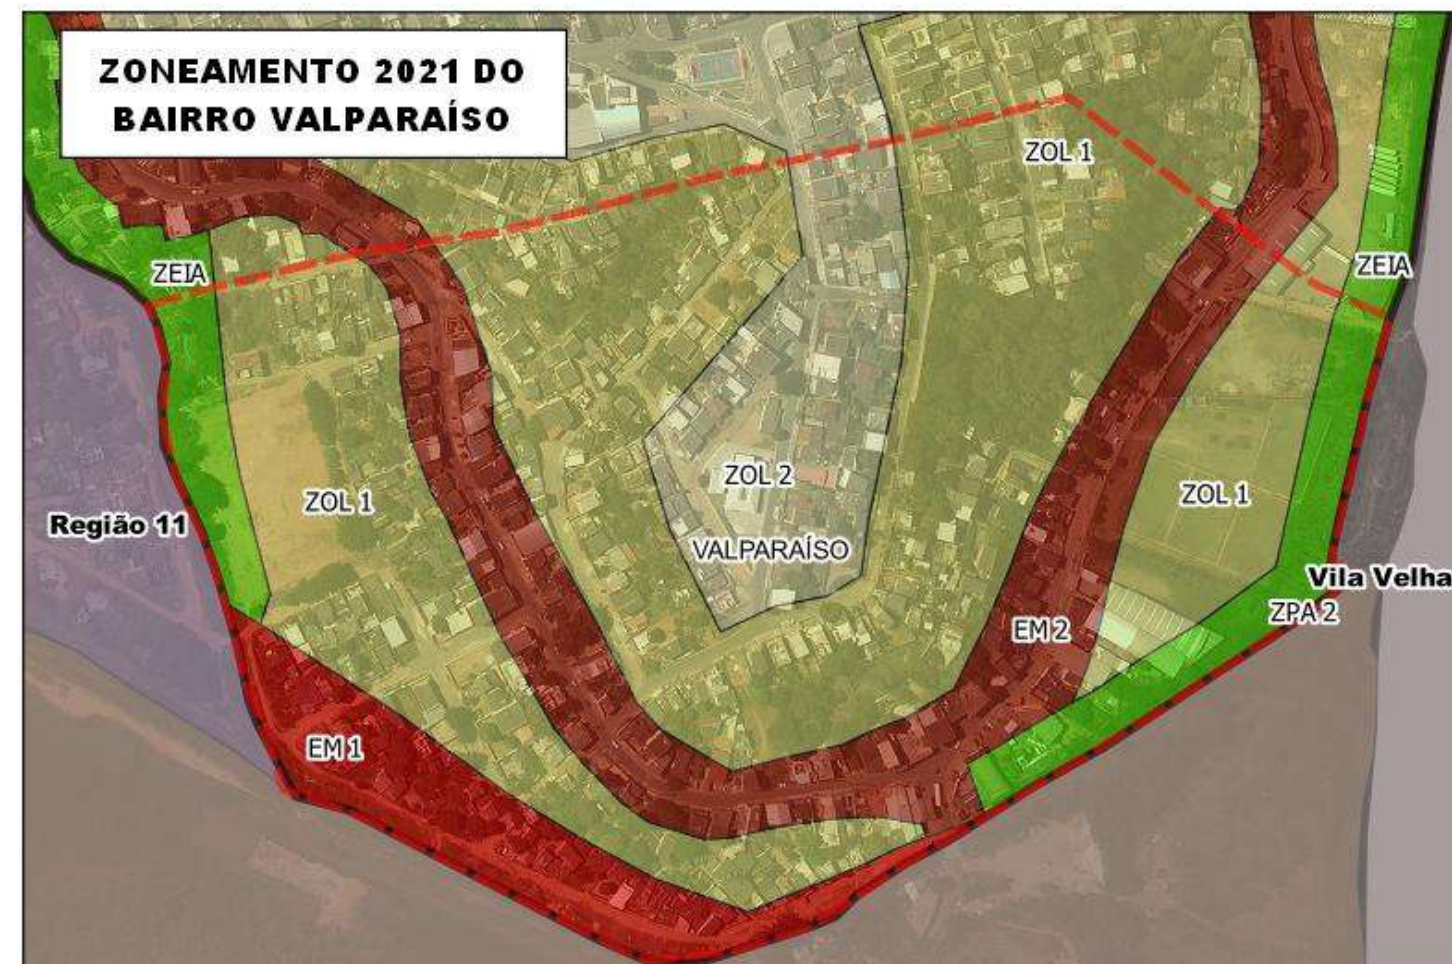 ZONEAMENTO 2021 DO
BAIRRO VALPARAÍSO
ZOL 1
ZEIA
ZEIA
ZOL 2
ZOL 1
ZOL 1
Região 11
VALPARAÍSO
Vila Velha
ZPA 2
EM 2
EM 1